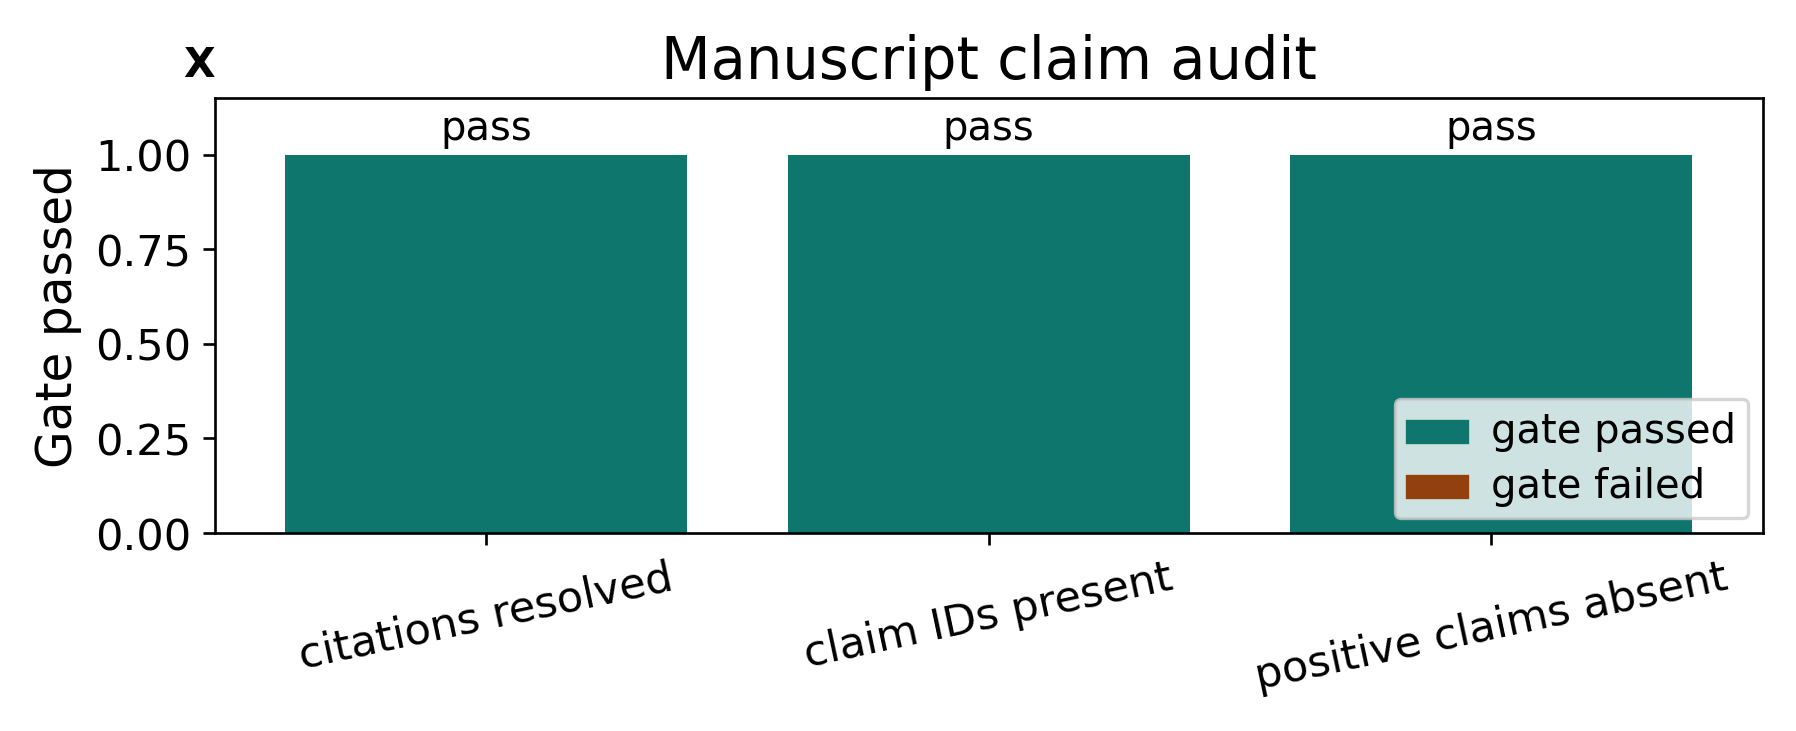 x
Manuscript claim audit
pass
pass
pass
Gate passed
1.00
0.75
0.50
0.25
0.00
gate passed
gate failed
citations resolved
claim IDs present
positive claims absent